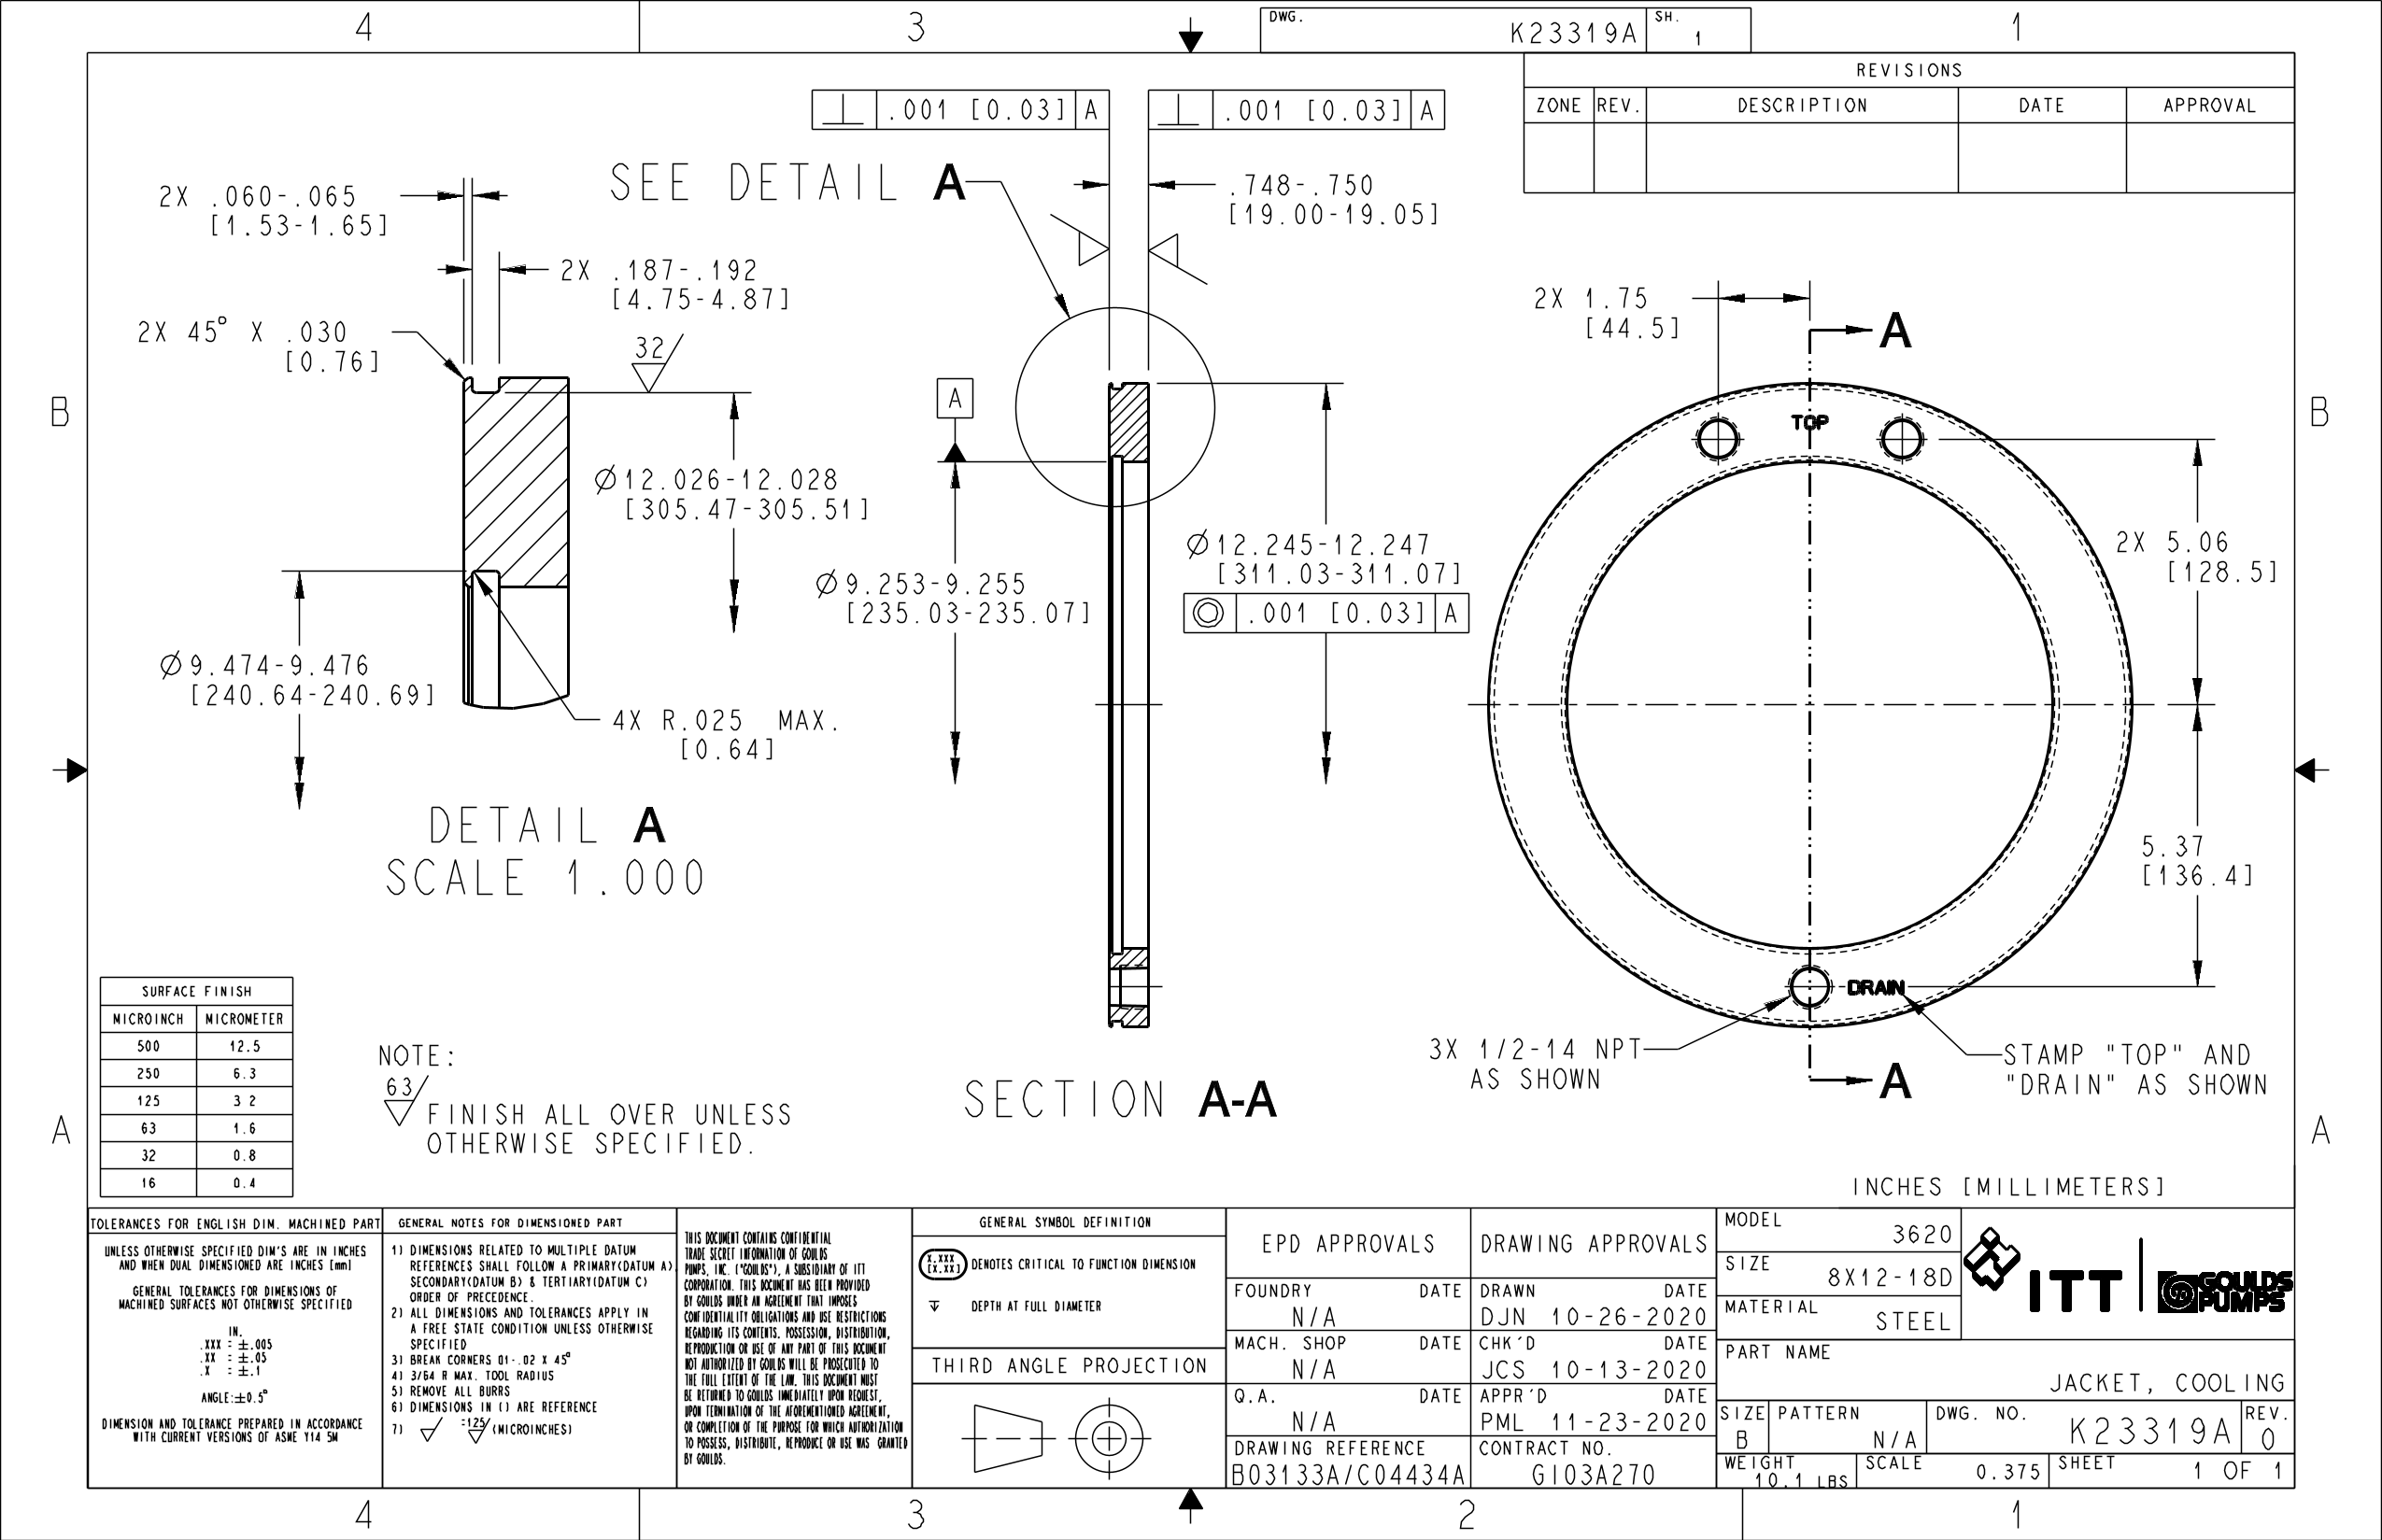 4
3
1
DWG.
K23319A
SH.
1
REVISIONS
ZONE REV. DESCRIPTION DATE APPROVAL
⊥ .001 [0.03] A
⊥ .001 [0.03] A
SEE DETAIL A
2X .060-.065
[1.53-1.65]
.748-.750
[19.00-19.05]
2X .187-.192
[4.75-4.87]
2X 45° X .030
[0.76]
32
2X 1.75
[44.5]
A
B
B
A
TOP
Ø12.026-12.028
[305.47-305.51]
Ø12.245-12.247
[311.03-311.07]
◎ .001 [0.03] A
2X 5.06
[128.5]
Ø9.253-9.255
[235.03-235.07]
Ø9.474-9.476
[240.64-240.69]
4X R.025 MAX.
[0.64]
DETAIL A
SCALE 1.000
5.37
[136.4]
DRAIN
3X 1/2-14 NPT
AS SHOWN
STAMP "TOP" AND
"DRAIN" AS SHOWN
A
SECTION A-A
SURFACE FINISH
MICROINCH MICROMETER
500 12.5
250 6.3
125 3 2
63 1.6
32 0.8
16 0.4
NOTE:
63
FINISH ALL OVER UNLESS
OTHERWISE SPECIFIED.
A
A
INCHES [MILLIMETERS]
TOLERANCES FOR ENGLISH DIM. MACHINED PART
UNLESS OTHERWISE SPECIFIED DIM'S ARE IN INCHES
AND WHEN DUAL DIMENSIONED ARE INCHES [mm]
GENERAL TOLERANCES FOR DIMENSIONS OF
MACHINED SURFACES NOT OTHERWISE SPECIFIED
IN.
.XXX = ±.005
.XX = ±.05
.X = ±.1
ANGLE:±0.5°
DIMENSION AND TOLERANCE PREPARED IN ACCORDANCE
WITH CURRENT VERSIONS OF ASME Y14 5M
GENERAL NOTES FOR DIMENSIONED PART
1) DIMENSIONS RELATED TO MULTIPLE DATUM
REFERENCES SHALL FOLLOW A PRIMARY(DATUM A),
SECONDARY(DATUM B) & TERTIARY(DATUM C)
ORDER OF PRECEDENCE.
2) ALL DIMENSIONS AND TOLERANCES APPLY IN
A FREE STATE CONDITION UNLESS OTHERWISE
SPECIFIED
3) BREAK CORNERS 01-.02 X 45°
4) 3/64 R MAX. TOOL RADIUS
5) REMOVE ALL BURRS
6) DIMENSIONS IN () ARE REFERENCE
7) =125 (MICROINCHES)
THIS DOCUMENT CONTAINS CONFIDENTIAL
TRADE SECRET INFORMATION OF GOULDS
PUMPS, INC. ("GOULDS"), A SUBSIDIARY OF ITT
CORPORATION. THIS DOCUMENT HAS BEEN PROVIDED
BY GOULDS UNDER AN AGREEMENT THAT IMPOSES
CONFIDENTIALITY OBLIGATIONS AND USE RESTRICTIONS
REGARDING ITS CONTENTS. POSSESSION, DISTRIBUTION,
REPRODUCTION OR USE OF ANY PART OF THIS DOCUMENT
NOT AUTHORIZED BY GOULDS WILL BE PROSECUTED TO
THE FULL EXTENT OF THE LAW. THIS DOCUMENT MUST
BE RETURNED TO GOULDS IMMEDIATELY UPON REQUEST,
UPON TERMINATION OF THE AFOREMENTIONED AGREEMENT,
OR COMPLETION OF THE PURPOSE FOR WHICH AUTHORIZATION
TO POSSESS, DISTRIBUTE, REPRODUCE OR USE WAS GRANTED
BY GOULDS.
GENERAL SYMBOL DEFINITION
X.XXX
[X.XX]
DENOTES CRITICAL TO FUNCTION DIMENSION
DEPTH AT FULL DIAMETER
THIRD ANGLE PROJECTION
EPD APPROVALS
FOUNDRY DATE
N/A
MACH. SHOP DATE
N/A
Q.A. DATE
N/A
DRAWING REFERENCE
B03133A/C04434A
DRAWING APPROVALS
DRAWN DATE
DJN 10-26-2020
CHK'D DATE
JCS 10-13-2020
APPR'D DATE
PML 11-23-2020
CONTRACT NO.
GI03A270
MODEL
3620
SIZE
8X12-18D
MATERIAL
STEEL
ITT
GOULDS
PUMPS
PART NAME
JACKET, COOLING
SIZE
B
PATTERN
N/A
DWG. NO.
K23319A
REV.
0
WEIGHT
10.1 LBS
SCALE
0.375
SHEET
1 OF 1
4
3
2
1